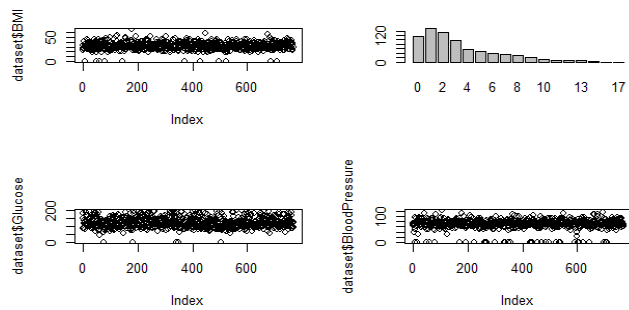 dataset$BMI
0 50
0 200 400 600
Index
0 120
0 2 4 6 8 10 13 17
dataset$Glucose
0 200
0 200 400 600
Index
dataset$BloodPressure
0 100
0 200 400 600
Index